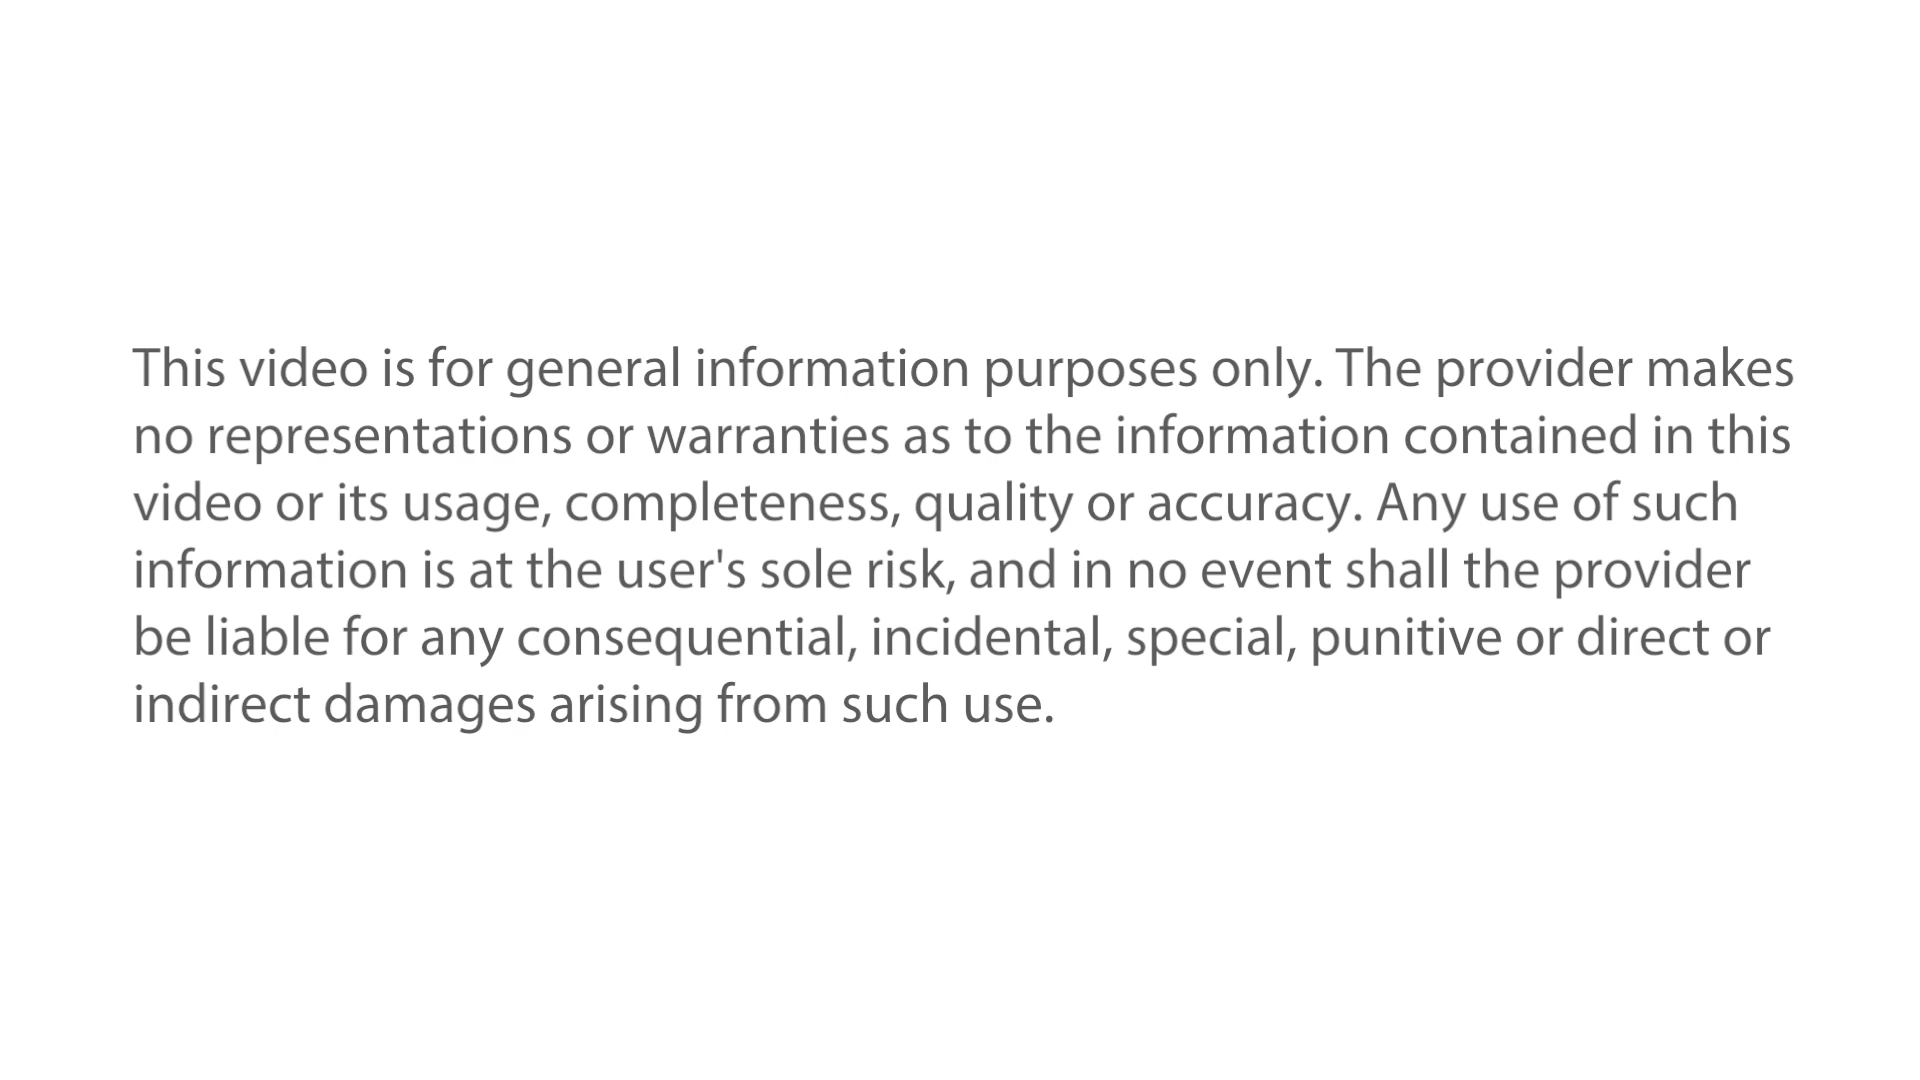 This video is for general information purposes only. The provider makes
no representations or warranties as to the information contained in this
video or its usage, completeness, quality or accuracy. Any use of such
information is at the user's sole risk, and in no event shall the provider
be liable for any consequential, incidental, special, punitive or direct or
indirect damages arising from such use.